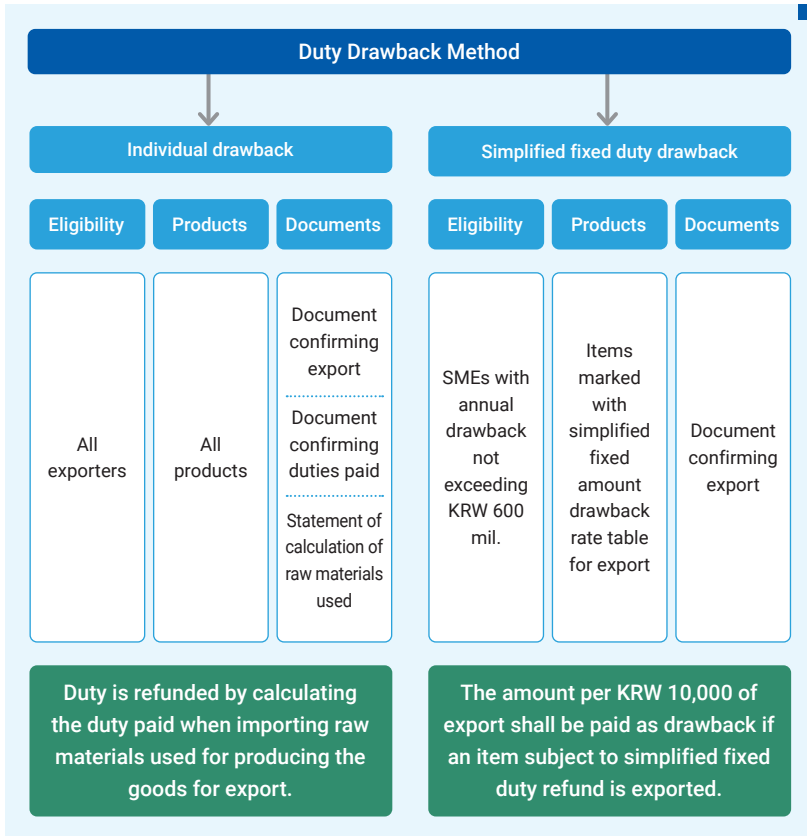 Duty Drawback Method
Individual drawback
Eligibility
Products
Documents
All
exporters
All
products
Document
confirming
export
Document
confirming
duties paid
Statement of
calculation of
raw materials
used
Duty is refunded by calculating
the duty paid when importing raw
materials used for producing the
goods for export.
Simplified fixed duty drawback
Eligibility
Products
Documents
SMEs with
annual
drawback
not
exceeding
KRW 600
mil.
Items
marked
with
simplified
fixed
amount
drawback
rate table
for export
Document
confirming
export
The amount per KRW 10,000 of
export shall be paid as drawback if
an item subject to simplified fixed
duty refund is exported.